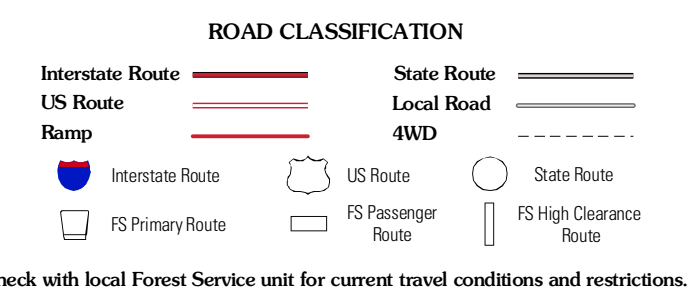 ROAD CLASSIFICATION
Interstate Route
State Route
US Route
Local Road
Ramp
4WD
Interstate Route
US Route
State Route
FS Primary Route
FS Passenger
Route
FS High Clearance
Route
heck with local Forest Service unit for current travel conditions and restrictions.